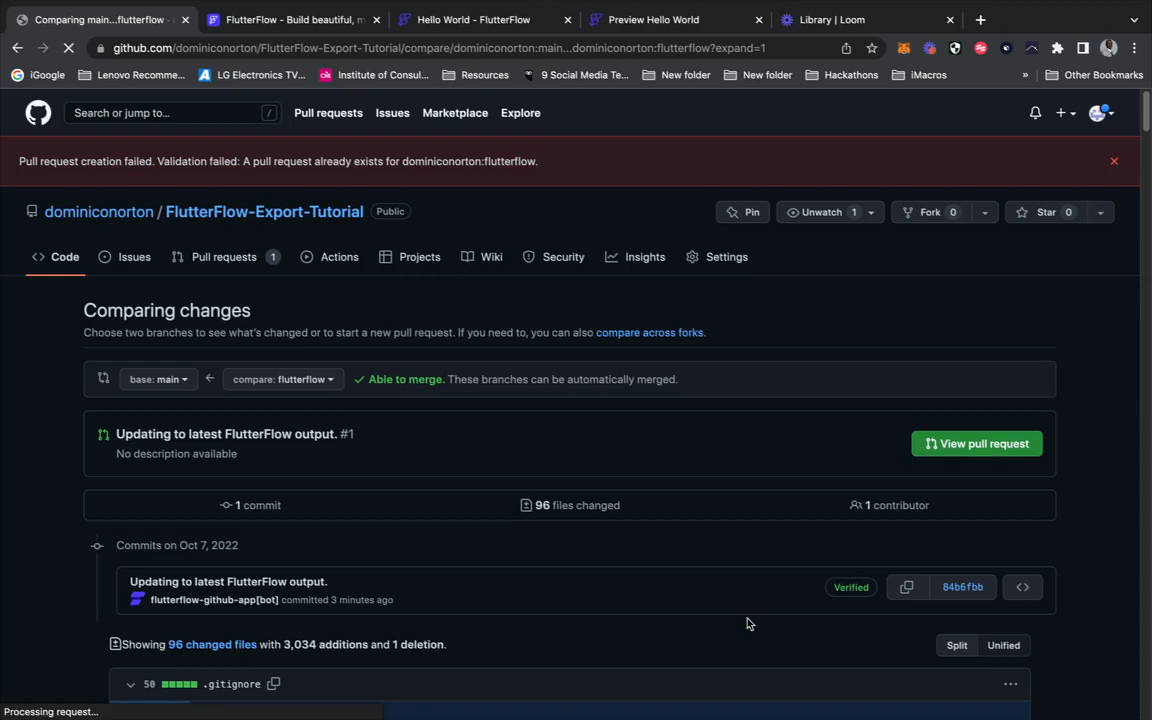 Comparing main...flutterflow -
FlutterFlow - Build beautiful, m
Hello World - FlutterFlow
Preview Hello World
Library | Loom
github.com/dominiconorton/FlutterFlow-Export-Tutorial/compare/dominiconorton:main...dominiconorton:flutterflow?expand=1
iGoogle
Lenovo Recomme...
LG Electronics TV...
Institute of Consul...
Resources
9 Social Media Te...
New folder
New folder
Hackathons
iMacros
»
Other Bookmarks
Search or jump to...
/
Pull requests
Issues
Marketplace
Explore
Pull request creation failed. Validation failed: A pull request already exists for dominiconorton:flutterflow.
dominiconorton / FlutterFlow-Export-Tutorial Public
Pin
Unwatch 1
Fork 0
Star 0
Code
Issues
Pull requests 1
Actions
Projects
Wiki
Security
Insights
Settings
Comparing changes
Choose two branches to see what's changed or to start a new pull request. If you need to, you can also compare across forks.
base: main
compare: flutterflow
Able to merge. These branches can be automatically merged.
Updating to latest FlutterFlow output. #1
No description available
View pull request
1 commit
96 files changed
1 contributor
Commits on Oct 7, 2022
Updating to latest FlutterFlow output.
flutterflow-github-app[bot] committed 3 minutes ago
Verified
84b6fbb
Showing 96 changed files with 3,034 additions and 1 deletion.
Split
Unified
50
.gitignore
Processing request...